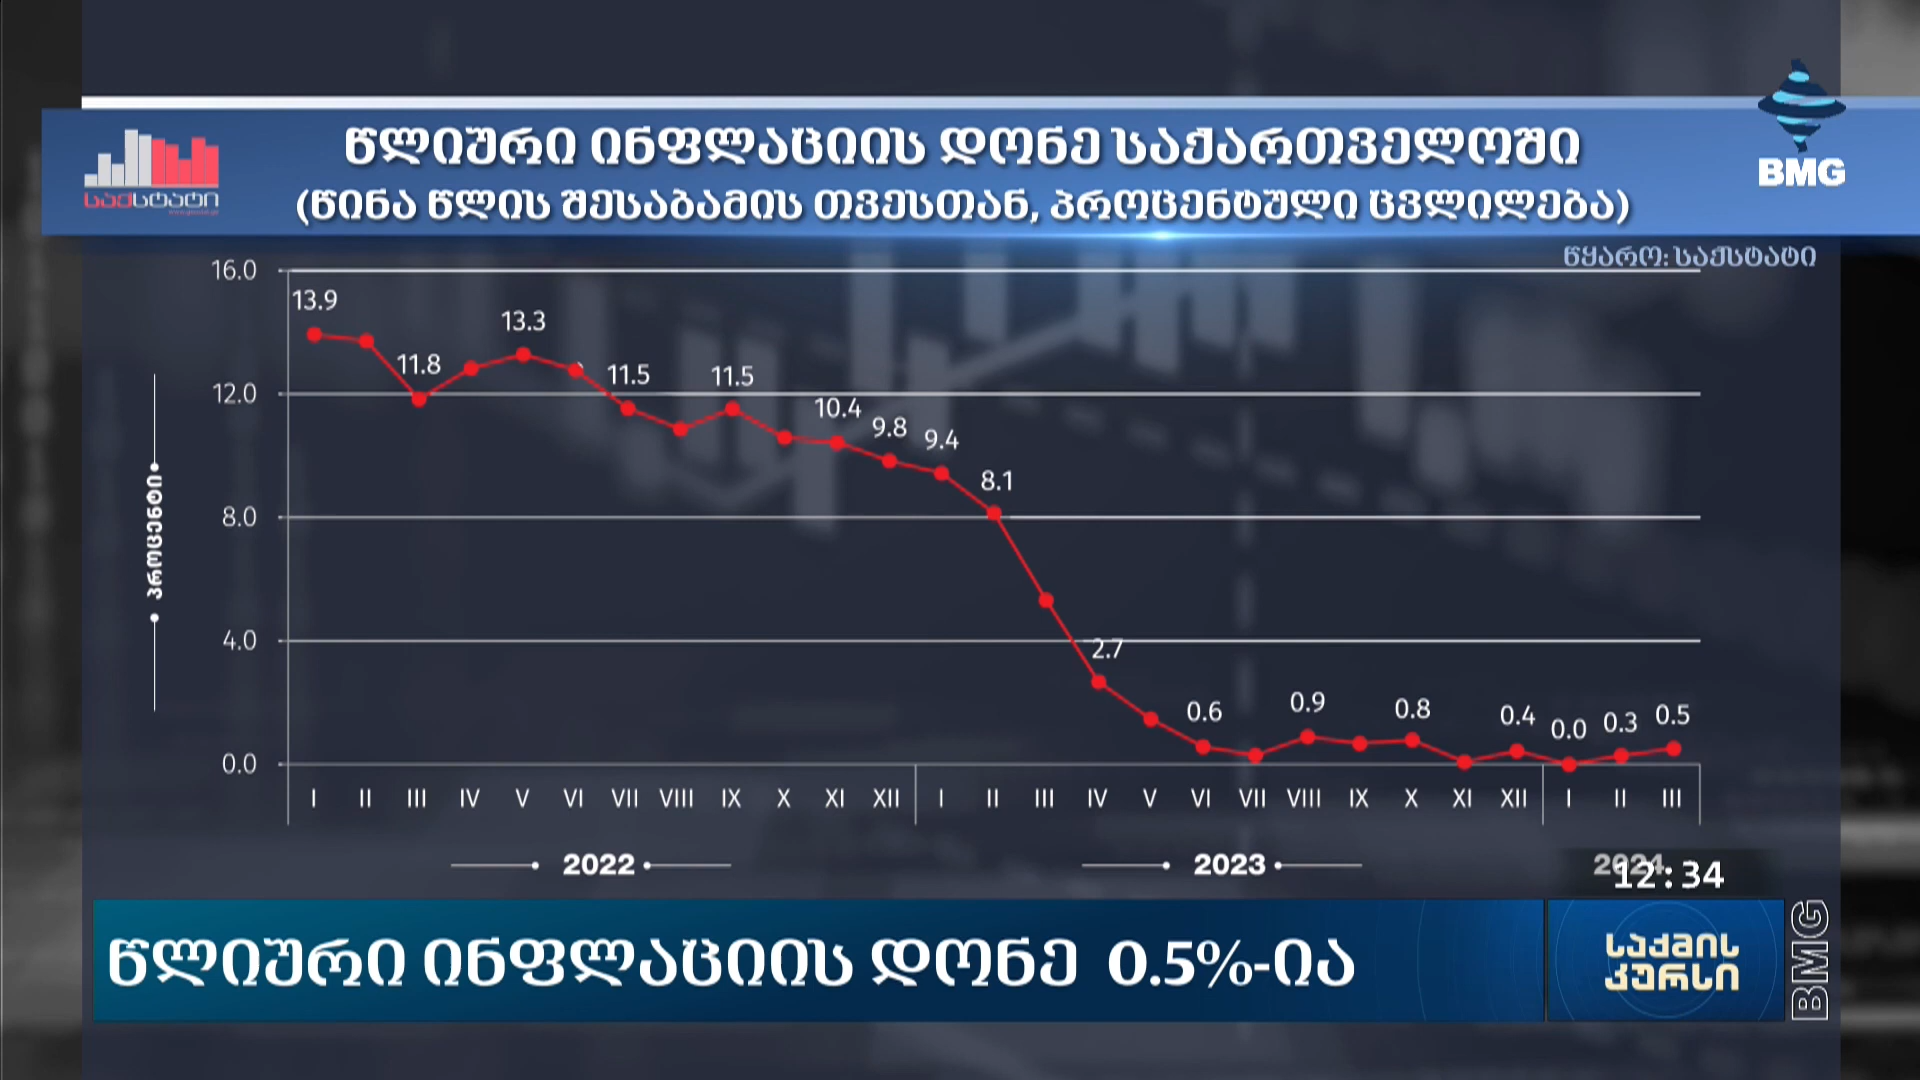 წლიური ინფლაციის დონე საქართველოში
(წინა წლის შესაბამის თვესთან, პროცენტული ცვლილება)
საქსტატი
BMG
წყარო: საქსტატი
პროცენტი
16.0
12.0
8.0
4.0
0.0
13.9
11.8
13.3
11.5
11.5
10.4
9.8
9.4
8.1
2.7
0.6
0.9
0.8
0.4
0.0
0.3
0.5
I II III IV V VI VII VIII IX X XI XII I II III IV V VI VII VIII IX X XI XII I II III
2022 2023 2024
12:34
წლიური ინფლაციის დონე 0.5%-ია
საქმის
კურსი
BMG